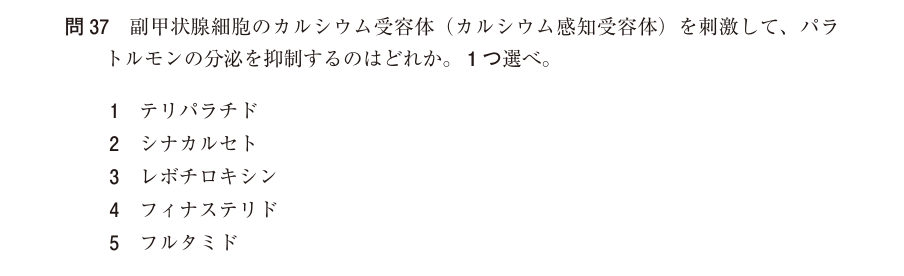 問37　副甲状腺細胞のカルシウム受容体（カルシウム感知受容体）を刺激して、パラ
トルモンの分泌を抑制するのはどれか。1つ選べ。
1　テリパラチド
2　シナカルセト
3　レボチロキシン
4　フィナステリド
5　フルタミド